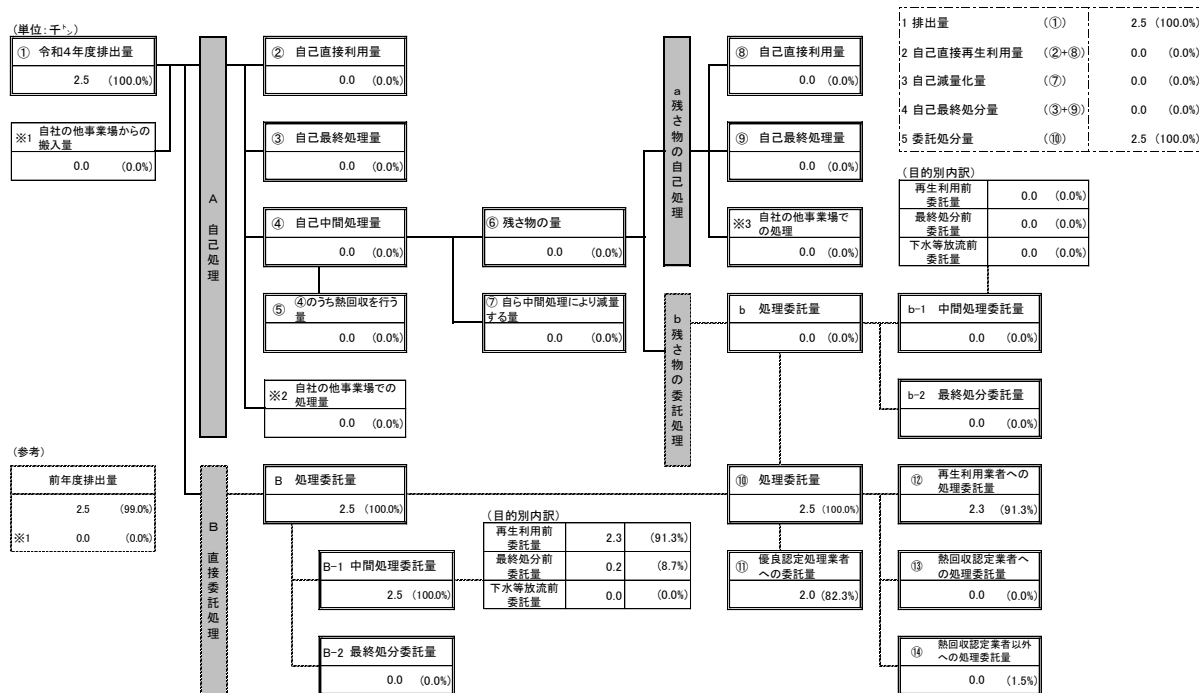 (単位:千㌧)
① 令和4年度排出量
2.5 (100.0%)
※1 自社の他事業場からの
搬入量
0.0 (0.0%)
A 自己処理
② 自己直接利用量
0.0 (0.0%)
③ 自己最終処理量
0.0 (0.0%)
④ 自己中間処理量
0.0 (0.0%)
⑤ ④のうち熱回収を行う
量
0.0 (0.0%)
※2 自社の他事業場での
処理量
0.0 (0.0%)
⑥ 残さ物の量
0.0 (0.0%)
⑦ 自ら中間処理により減量
する量
0.0 (0.0%)
a 残さ物の自己処理
⑧ 自己直接利用量
0.0 (0.0%)
⑨ 自己最終処理量
0.0 (0.0%)
※3 自社の他事業場で
の処理
0.0 (0.0%)
1 排出量 (①) 2.5 (100.0%)
2 自己直接再生利用量 (②+⑧) 0.0 (0.0%)
3 自己減量化量 (⑦) 0.0 (0.0%)
4 自己最終処分量 (③+⑨) 0.0 (0.0%)
5 委託処分量 (⑩) 2.5 (100.0%)
(目的別内訳)
再生利用前
委託量 0.0 (0.0%)
最終処分前
委託量 0.0 (0.0%)
下水等放流前
委託量 0.0 (0.0%)
b 残さ物の委託処理
b 処理委託量
0.0 (0.0%)
b-1 中間処理委託量
0.0 (0.0%)
b-2 最終処分委託量
0.0 (0.0%)
(参考)
前年度排出量
2.5 (99.0%)
※1 0.0 (0.0%)
B 直接委託処理
B 処理委託量
2.5 (100.0%)
B-1 中間処理委託量
2.5 (100.0%)
B-2 最終処分委託量
0.0 (0.0%)
(目的別内訳)
再生利用前
委託量 2.3 (91.3%)
最終処分前
委託量 0.2 (8.7%)
下水等放流前
委託量 0.0 (0.0%)
⑩ 処理委託量
2.5 (100.0%)
⑪ 優良認定処理業者
への委託量
2.0 (82.3%)
⑫ 再生利用業者への
処理委託量
2.3 (91.3%)
⑬ 熱回収認定業者へ
の処理委託量
0.0 (0.0%)
⑭ 熱回収認定業者以外
への処理委託量
0.0 (1.5%)